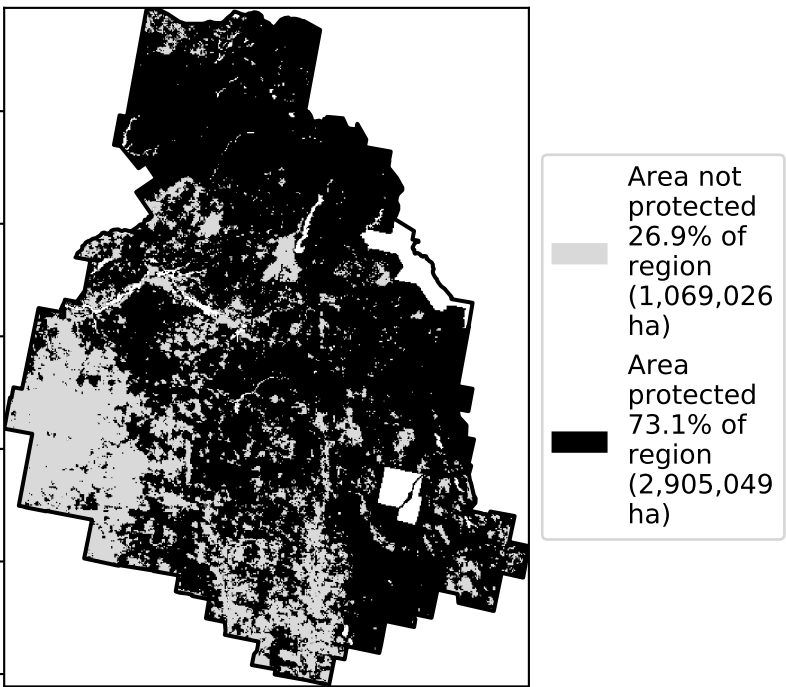 Area not
protected
26.9% of
region
(1,069,026
ha)
Area
protected
73.1% of
region
(2,905,049
ha)